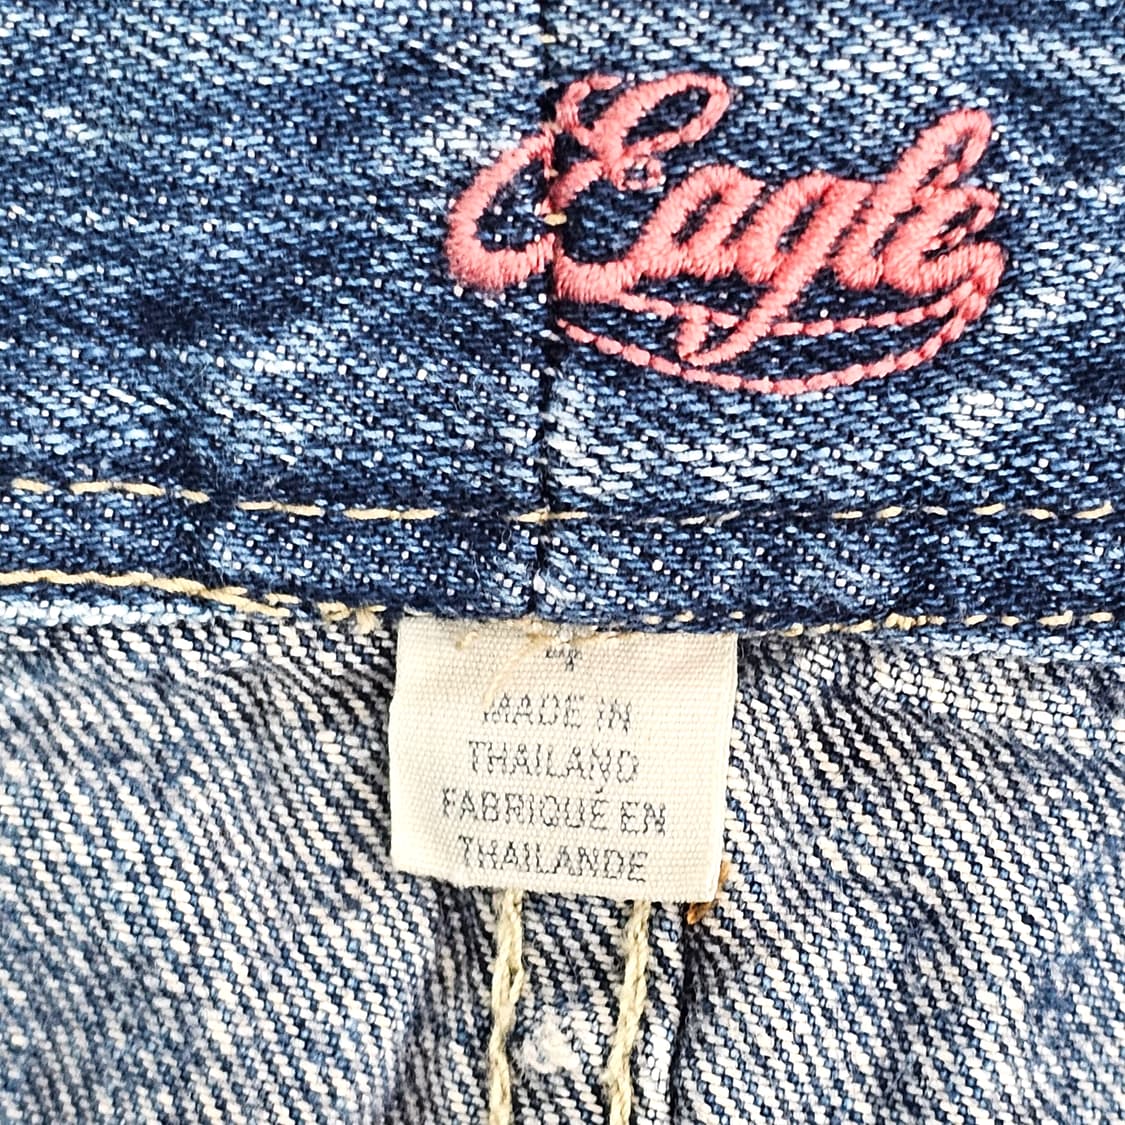 Eagle
MADE IN
THAILAND
FABRIQUÉ EN
THAILANDE